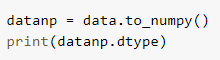 datanp = data.to_numpy()
print(datanp.dtype)